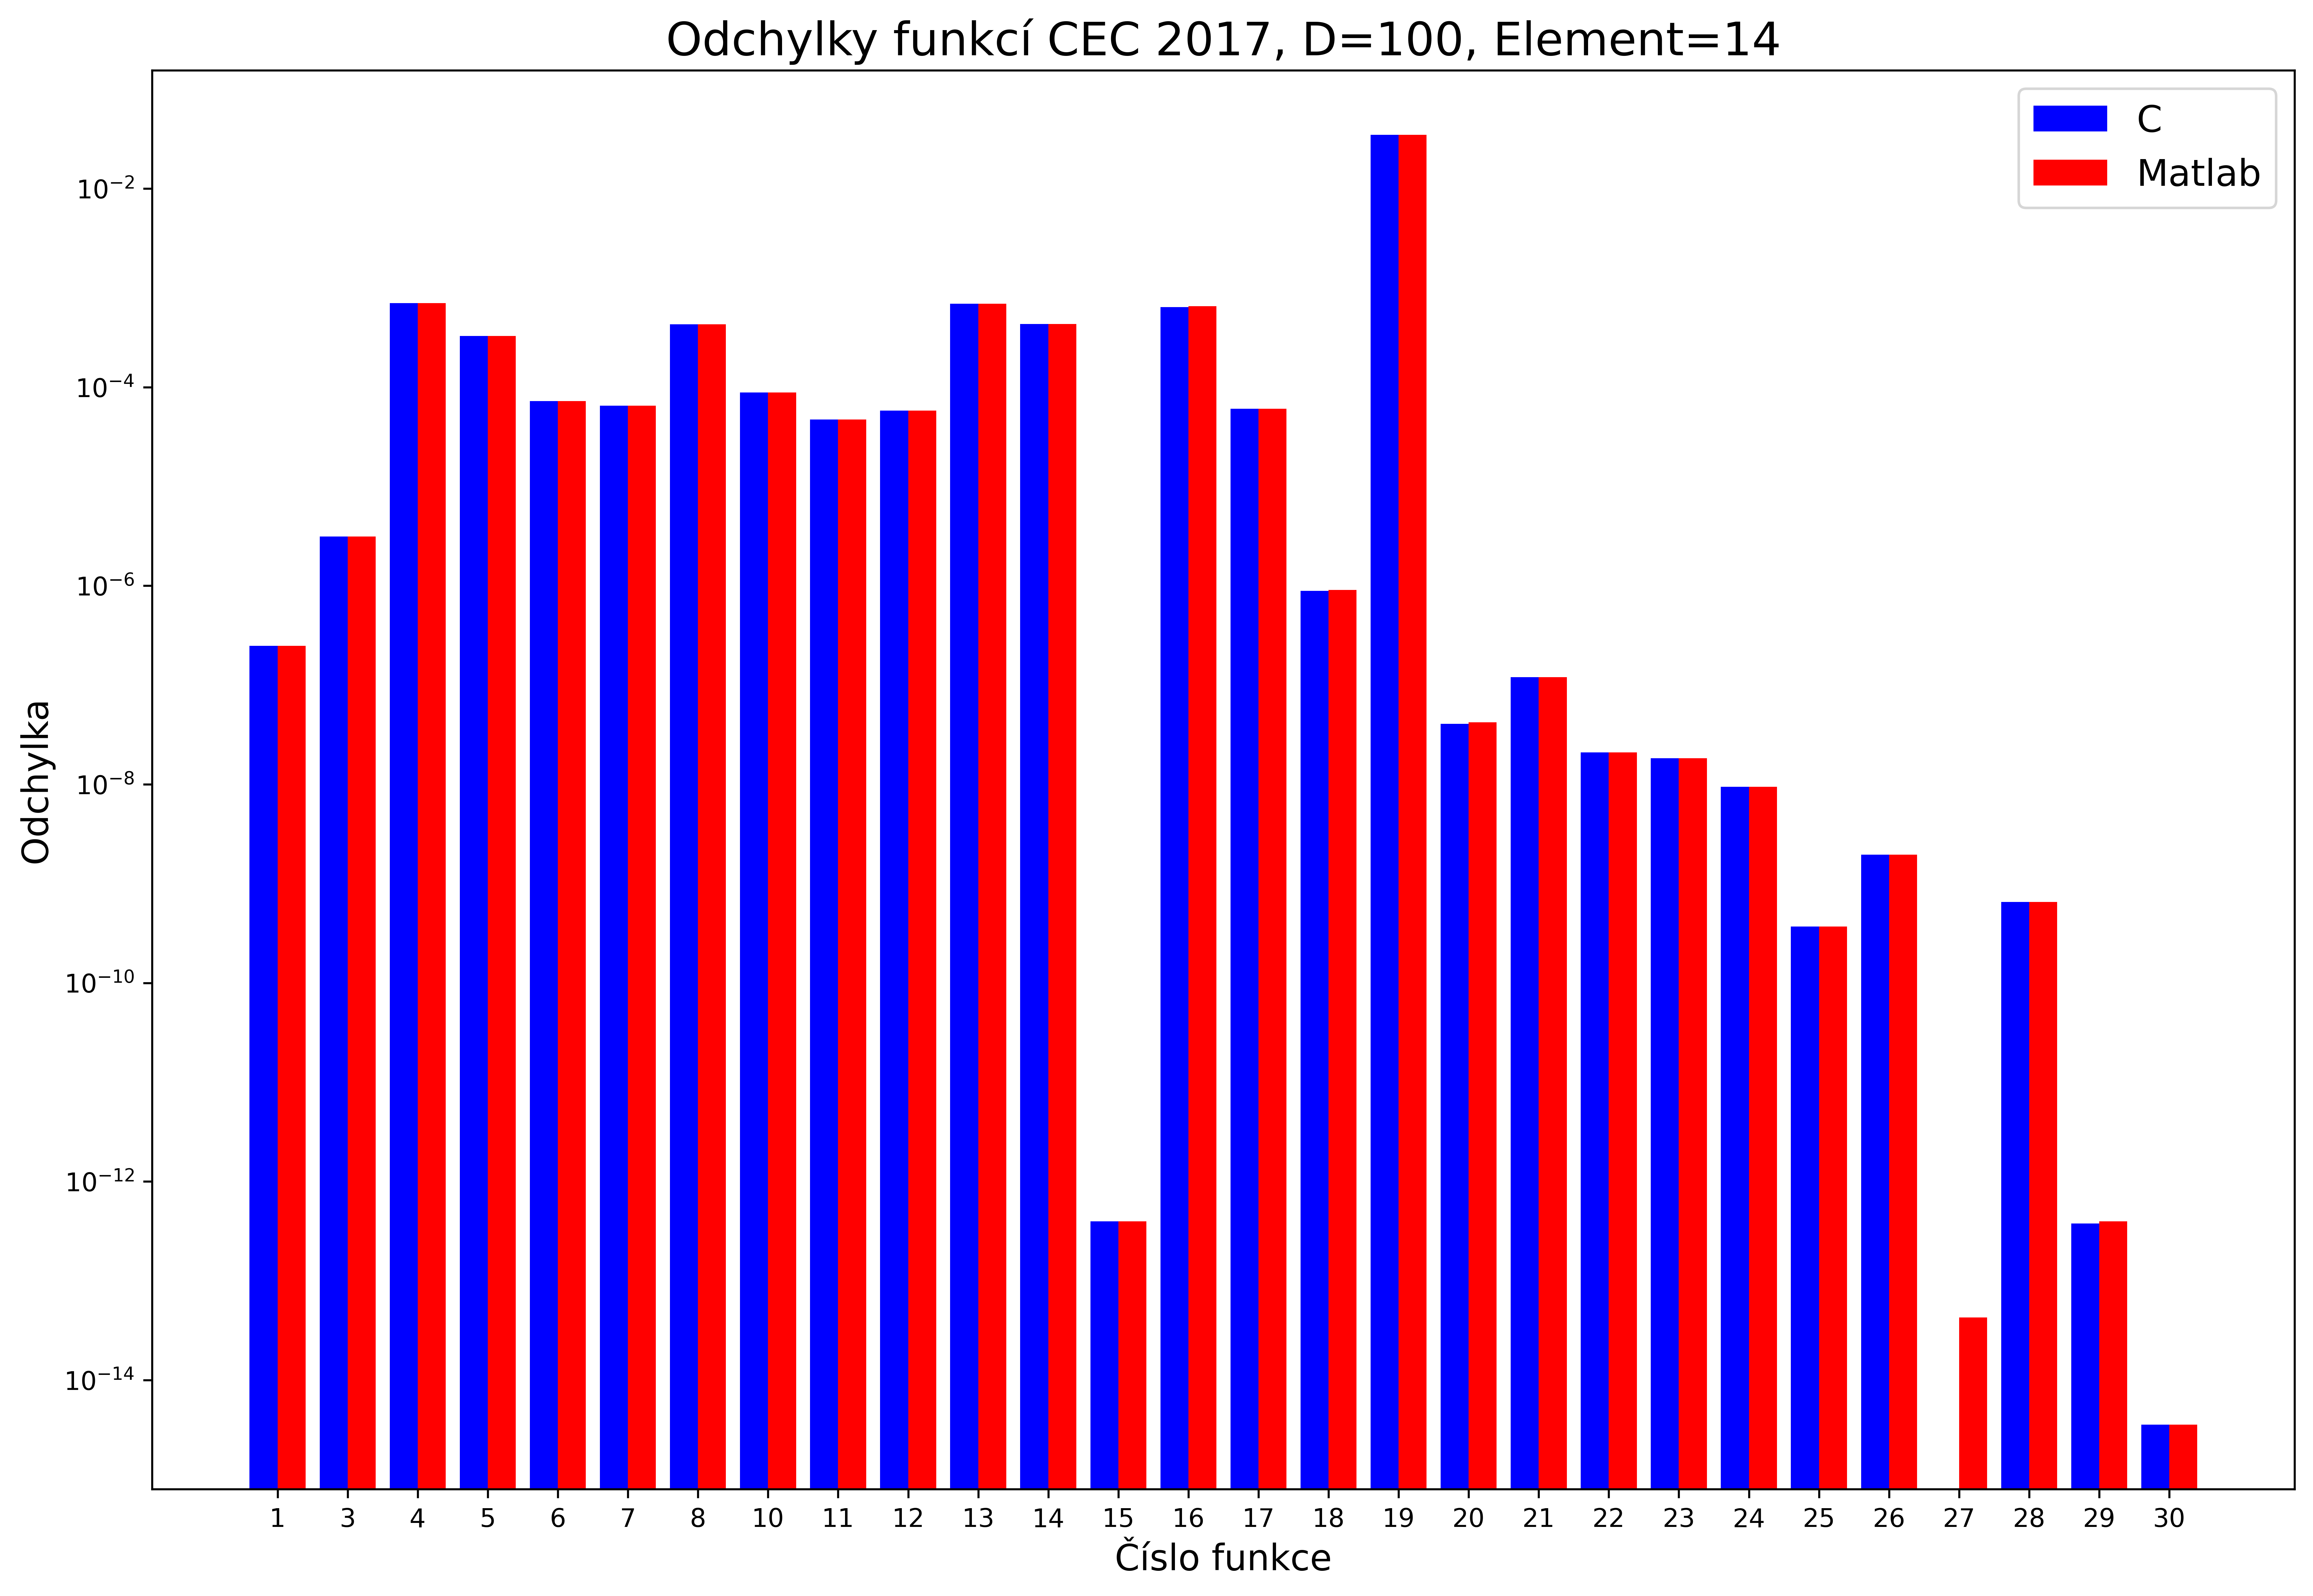 Odchylky funkcí CEC 2017, D=100, Element=14
C
Matlab
Odchylka
10⁻²
10⁻⁴
10⁻⁶
10⁻⁸
10⁻¹⁰
10⁻¹²
10⁻¹⁴
1 3 4 5 6 7 8 10 11 12 13 14 15 16 17 18 19 20 21 22 23 24 25 26 27 28 29 30
Číslo funkce